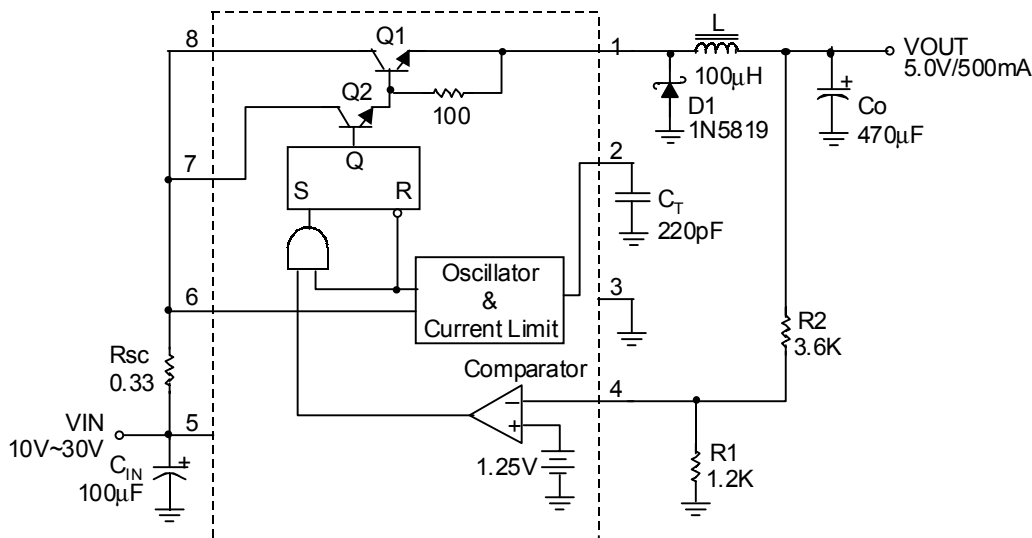 8
Q1
1
L
100µH
VOUT
5.0V/500mA
Q2
100
D1
1N5819
Co
470µF
+
7
Q
S
R
2
C_T
220pF
6
Oscillator
&
Current Limit
3
R2
3.6K
Rsc
0.33
Comparator
4
−
+
VIN
10V~30V
5
C_IN
100µF
+
1.25V
R1
1.2K